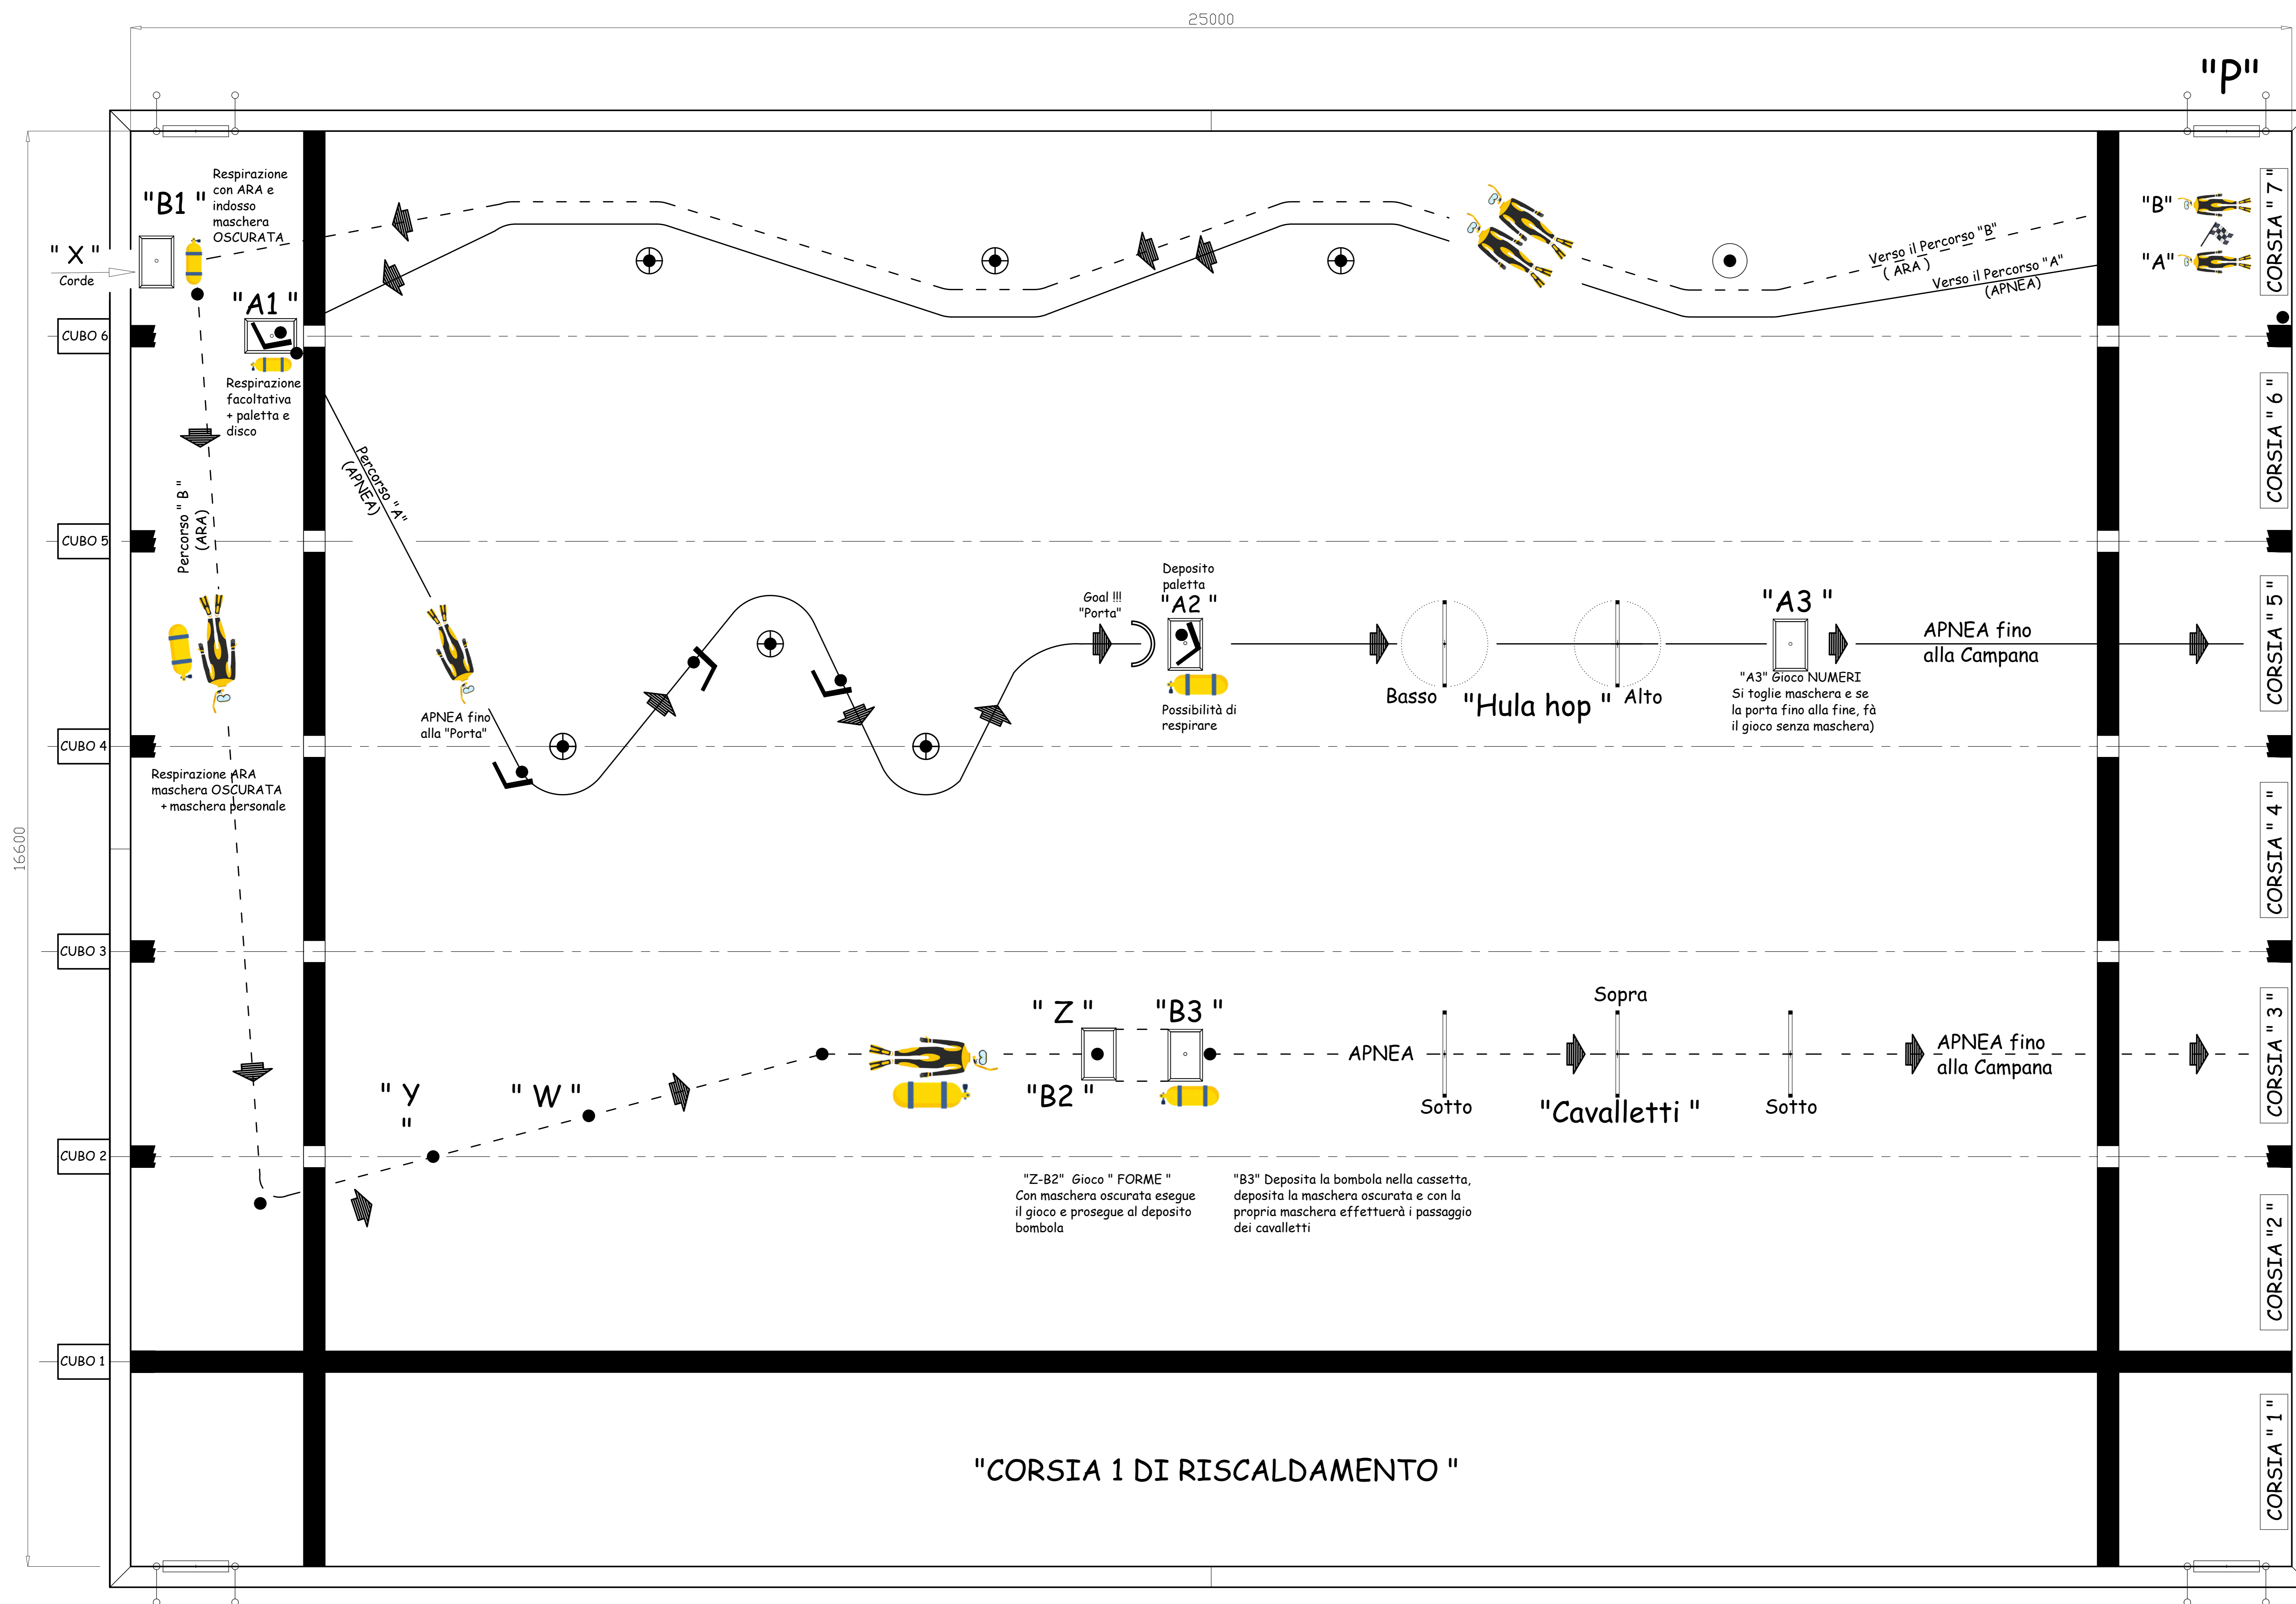 25000
"P"
"B1 "
Respirazione
con ARA e
indosso
maschera
OSCURATA
" X "
Corde
"A1 "
Respirazione
facoltativa
+ paletta e
disco
Verso il Percorso "B"
( ARA )
Verso il Percorso "A"
(APNEA)
"B"
"A"
CORSIA " 7 "
CUBO 6
CORSIA " 6 "
Percorso "A"
(APNEA)
Percorso " B "
(ARA)
CUBO 5
CORSIA " 5 "
APNEA fino
alla "Porta"
Goal !!!
"Porta"
Deposito
paletta
"A2 "
Possibilità di
respirare
Basso
"Hula hop "
Alto
"A3 "
"A3" Gioco NUMERI
Si toglie maschera e se
la porta fino alla fine, fà
il gioco senza maschera)
APNEA fino
alla Campana
CUBO 4
Respirazione ARA
maschera OSCURATA
+ maschera personale
16600
CORSIA " 4 "
CUBO 3
CORSIA " 3 "
" Z "
"B3 "
"B2 "
" Y
"
" W "
APNEA
Sopra
Sotto
"Cavalletti "
Sotto
APNEA fino
alla Campana
CUBO 2
"Z-B2" Gioco " FORME "
Con maschera oscurata esegue
il gioco e prosegue al deposito
bombola
"B3" Deposita la bombola nella cassetta,
deposita la maschera oscurata e con la
propria maschera effettuerà i passaggio
dei cavalletti
CORSIA "2 "
CUBO 1
"CORSIA 1 DI RISCALDAMENTO "
CORSIA " 1 "